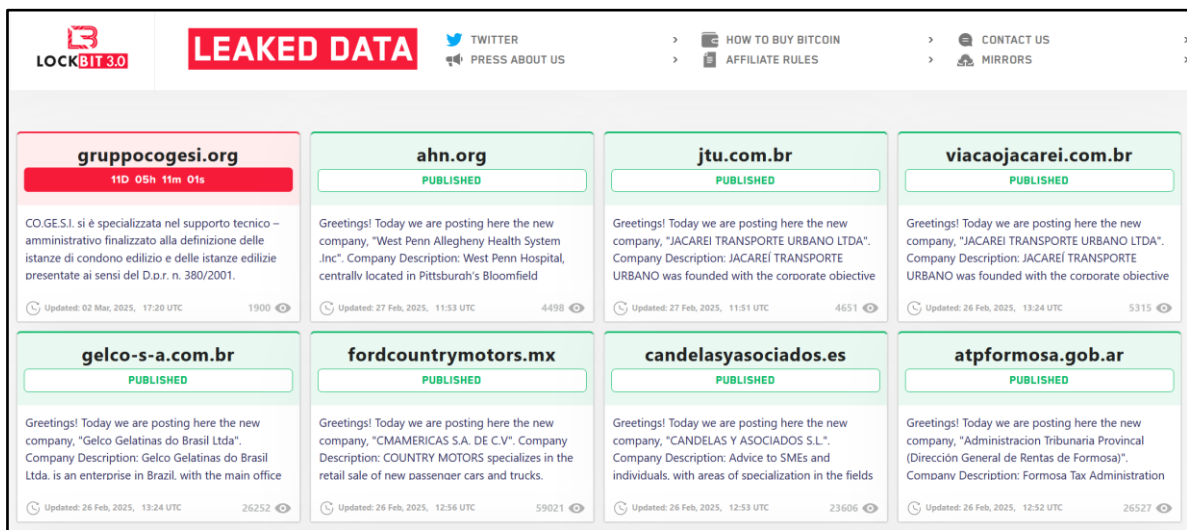 LOCKBIT 3.0
LEAKED DATA
TWITTER >
PRESS ABOUT US >
HOW TO BUY BITCOIN >
AFFILIATE RULES >
CONTACT US >
MIRRORS >
gruppocogesi.org
11D 05h 11m 01s
CO.GE.S.I. si è specializzata nel supporto tecnico –
amministrativo finalizzato alla definizione delle
istanze di condono edilizio e delle istanze edilizie
presentate ai sensi del D.p.r. n. 380/2001.
Updated: 02 Mar, 2025, 17:20 UTC 1900
ahn.org
PUBLISHED
Greetings! Today we are posting here the new
company, "West Penn Allegheny Health System
.Inc". Company Description: West Penn Hospital,
centrally located in Pittsburgh's Bloomfield
Updated: 27 Feb, 2025, 11:53 UTC 4498
jtu.com.br
PUBLISHED
Greetings! Today we are posting here the new
company, "JACAREI TRANSPORTE URBANO LTDA".
Company Description: JACAREÍ TRANSPORTE
URBANO was founded with the corporate objective
Updated: 27 Feb, 2025, 11:51 UTC 4651
viacaojacarei.com.br
PUBLISHED
Greetings! Today we are posting here the new
company, "JACAREI TRANSPORTE URBANO LTDA".
Company Description: JACAREÍ TRANSPORTE
URBANO was founded with the corporate objective
Updated: 26 Feb, 2025, 13:24 UTC 5315
gelco-s-a.com.br
PUBLISHED
Greetings! Today we are posting here the new
company, "Gelco Gelatinas do Brasil Ltda".
Company Description: Gelco Gelatinas do Brasil
Ltda. is an enterprise in Brazil, with the main office
Updated: 26 Feb, 2025, 13:24 UTC 26252
fordcountrymotors.mx
PUBLISHED
Greetings! Today we are posting here the new
company, "CMAMERICAS S.A. DE C.V". Company
Description: COUNTRY MOTORS specializes in the
retail sale of new passenger cars and trucks.
Updated: 26 Feb, 2025, 12:56 UTC 59021
candelasyasociados.es
PUBLISHED
Greetings! Today we are posting here the new
company, "CANDELAS Y ASOCIADOS S.L.".
Company Description: Advice to SMEs and
individuals, with areas of specialization in the fields
Updated: 26 Feb, 2025, 12:53 UTC 23606
atpformosa.gob.ar
PUBLISHED
Greetings! Today we are posting here the new
company, "Administracion Tribunaria Provincal
(Dirección General de Rentas de Formosa)".
Company Description: Formosa Tax Administration
Updated: 26 Feb, 2025, 12:52 UTC 26527